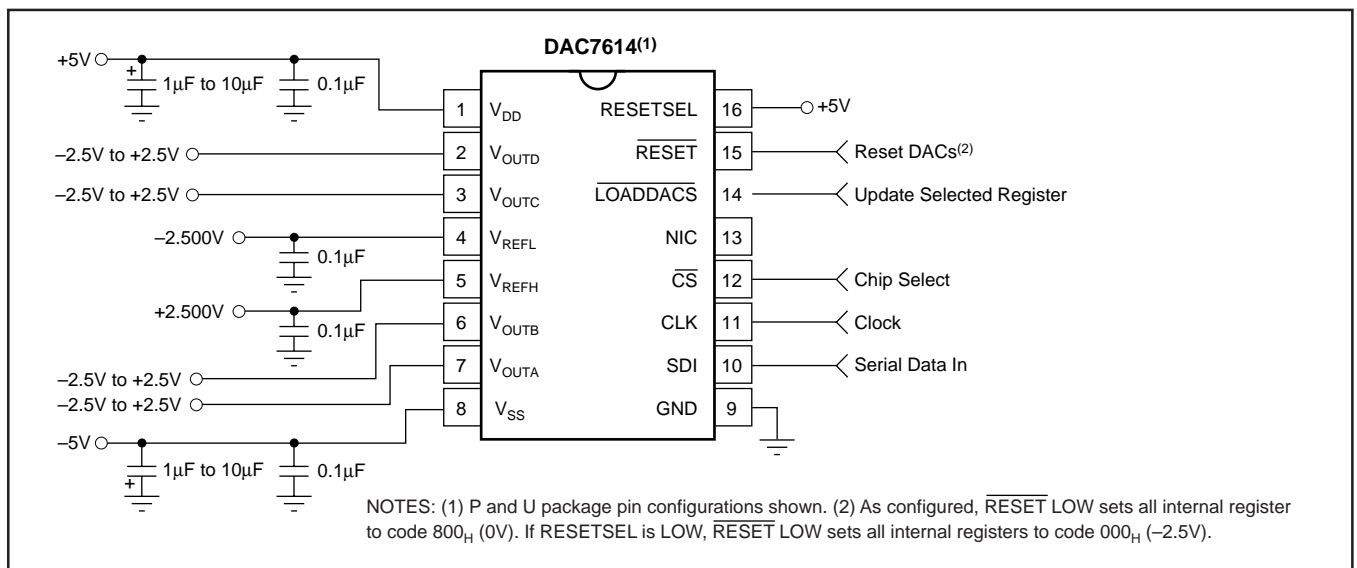 DAC7614(1)
+5V
+
1µF to 10µF
0.1µF
1
VDD
RESETSEL
16
+5V
–2.5V to +2.5V
2
VOUTD
RESET
15
Reset DACs(2)
–2.5V to +2.5V
3
VOUTC
LOADDACS
14
Update Selected Register
–2.500V
0.1µF
4
VREFL
NIC
13
+2.500V
0.1µF
5
VREFH
CS
12
Chip Select
6
VOUTB
CLK
11
Clock
–2.5V to +2.5V
7
VOUTA
SDI
10
Serial Data In
–2.5V to +2.5V
8
VSS
GND
9
–5V
+
1µF to 10µF
0.1µF
NOTES: (1) P and U package pin configurations shown. (2) As configured, RESET LOW sets all internal register
to code 800H (0V). If RESETSEL is LOW, RESET LOW sets all internal registers to code 000H (–2.5V).